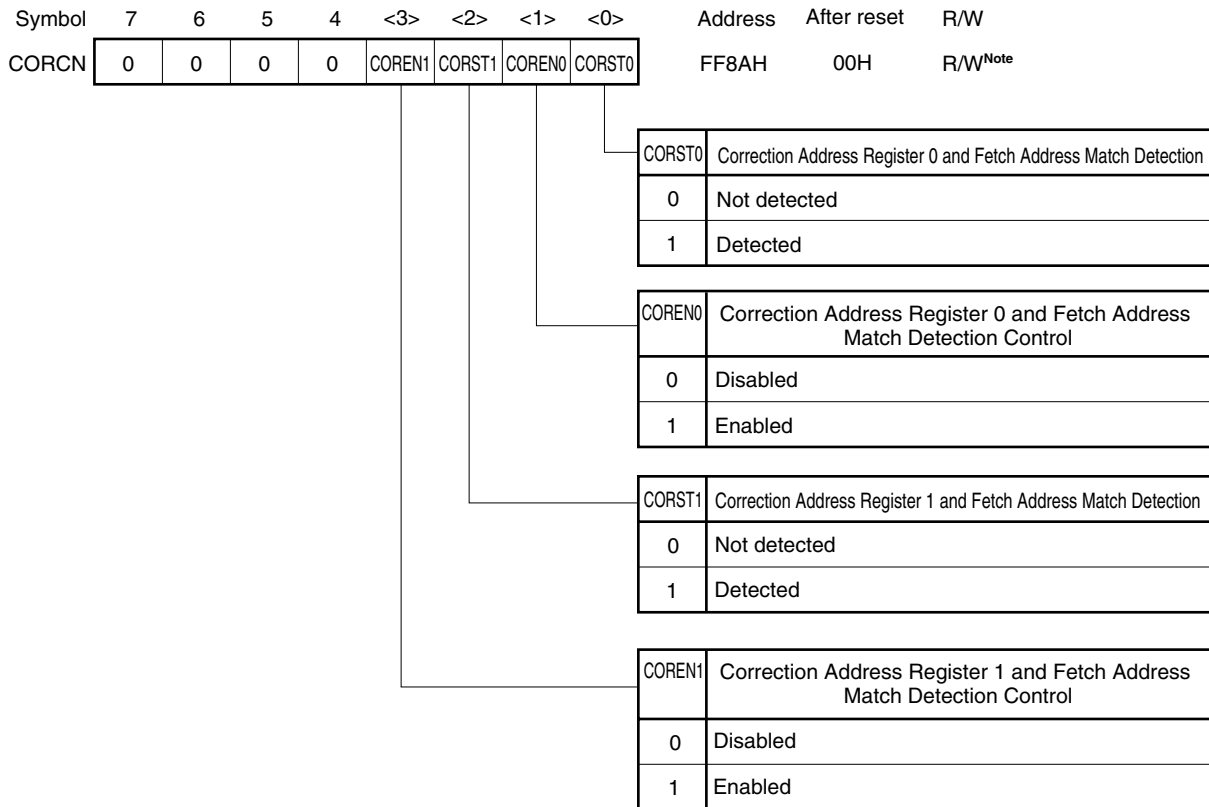 Symbol 7 6 5 4 <3> <2> <1> <0> Address After reset R/W
CORCN 0 0 0 0 COREN1 CORST1 COREN0 CORST0 FF8AH 00H R/WNote
CORST0 Correction Address Register 0 and Fetch Address Match Detection
0 Not detected
1 Detected
COREN0 Correction Address Register 0 and Fetch Address
Match Detection Control
0 Disabled
1 Enabled
CORST1 Correction Address Register 1 and Fetch Address Match Detection
0 Not detected
1 Detected
COREN1 Correction Address Register 1 and Fetch Address
Match Detection Control
0 Disabled
1 Enabled